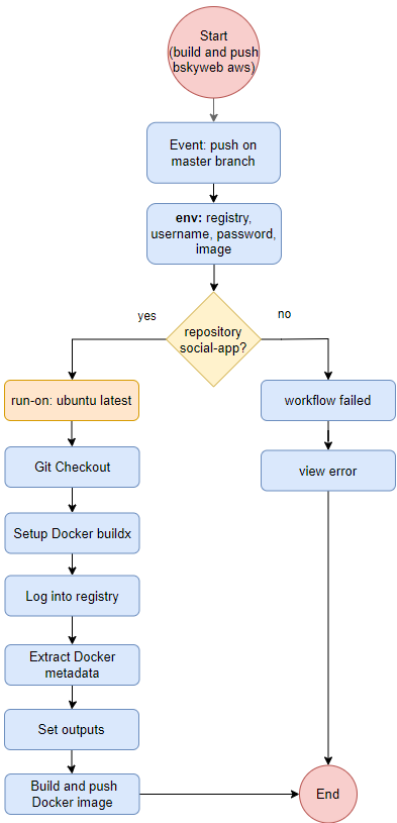 Start
(build and push
bskyweb aws)
Event: push on
master branch
env: registry,
username, password,
image
yes
no
repository
social-app?
run-on: ubuntu latest
workflow failed
Git Checkout
view error
Setup Docker buildx
Log into registry
Extract Docker
metadata
Set outputs
Build and push
Docker image
End